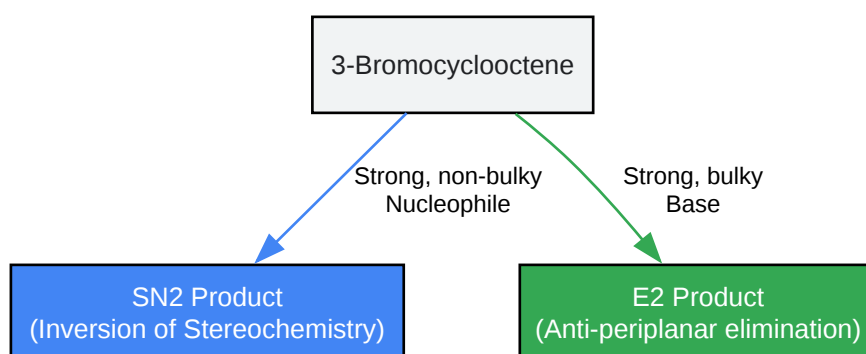 3-Bromocyclooctene
Strong, non-bulky
Nucleophile
Strong, bulky
Base
SN2 Product
(Inversion of Stereochemistry)
E2 Product
(Anti-periplanar elimination)